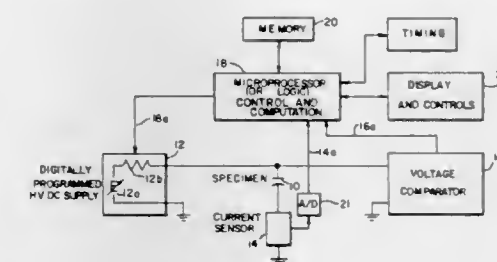 20
MEMORY
TIMING
18
MICROPROCESSOR
(OR LOGIC)
CONTROL AND
COMPUTATION
DISPLAY
AND CONTROLS
18a
16a
14a
12
DIGITALLY
PROGRAMMED
HV DC SUPPLY
12b
12a
SPECIMEN
10
A/D
21
VOLTAGE
COMPARATOR
CURRENT
SENSOR
14